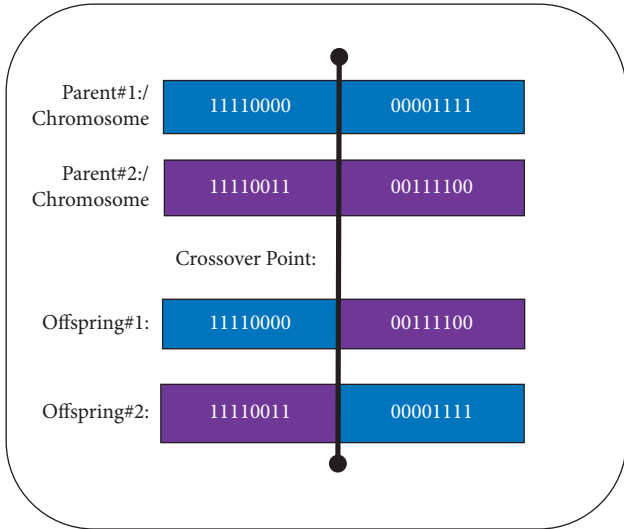 Parent#1:/
Chromosome
11110000 00001111
Parent#2:/
Chromosome
11110011 00111100
Crossover Point:
Offspring#1: 11110000 00111100
Offspring#2: 11110011 00001111